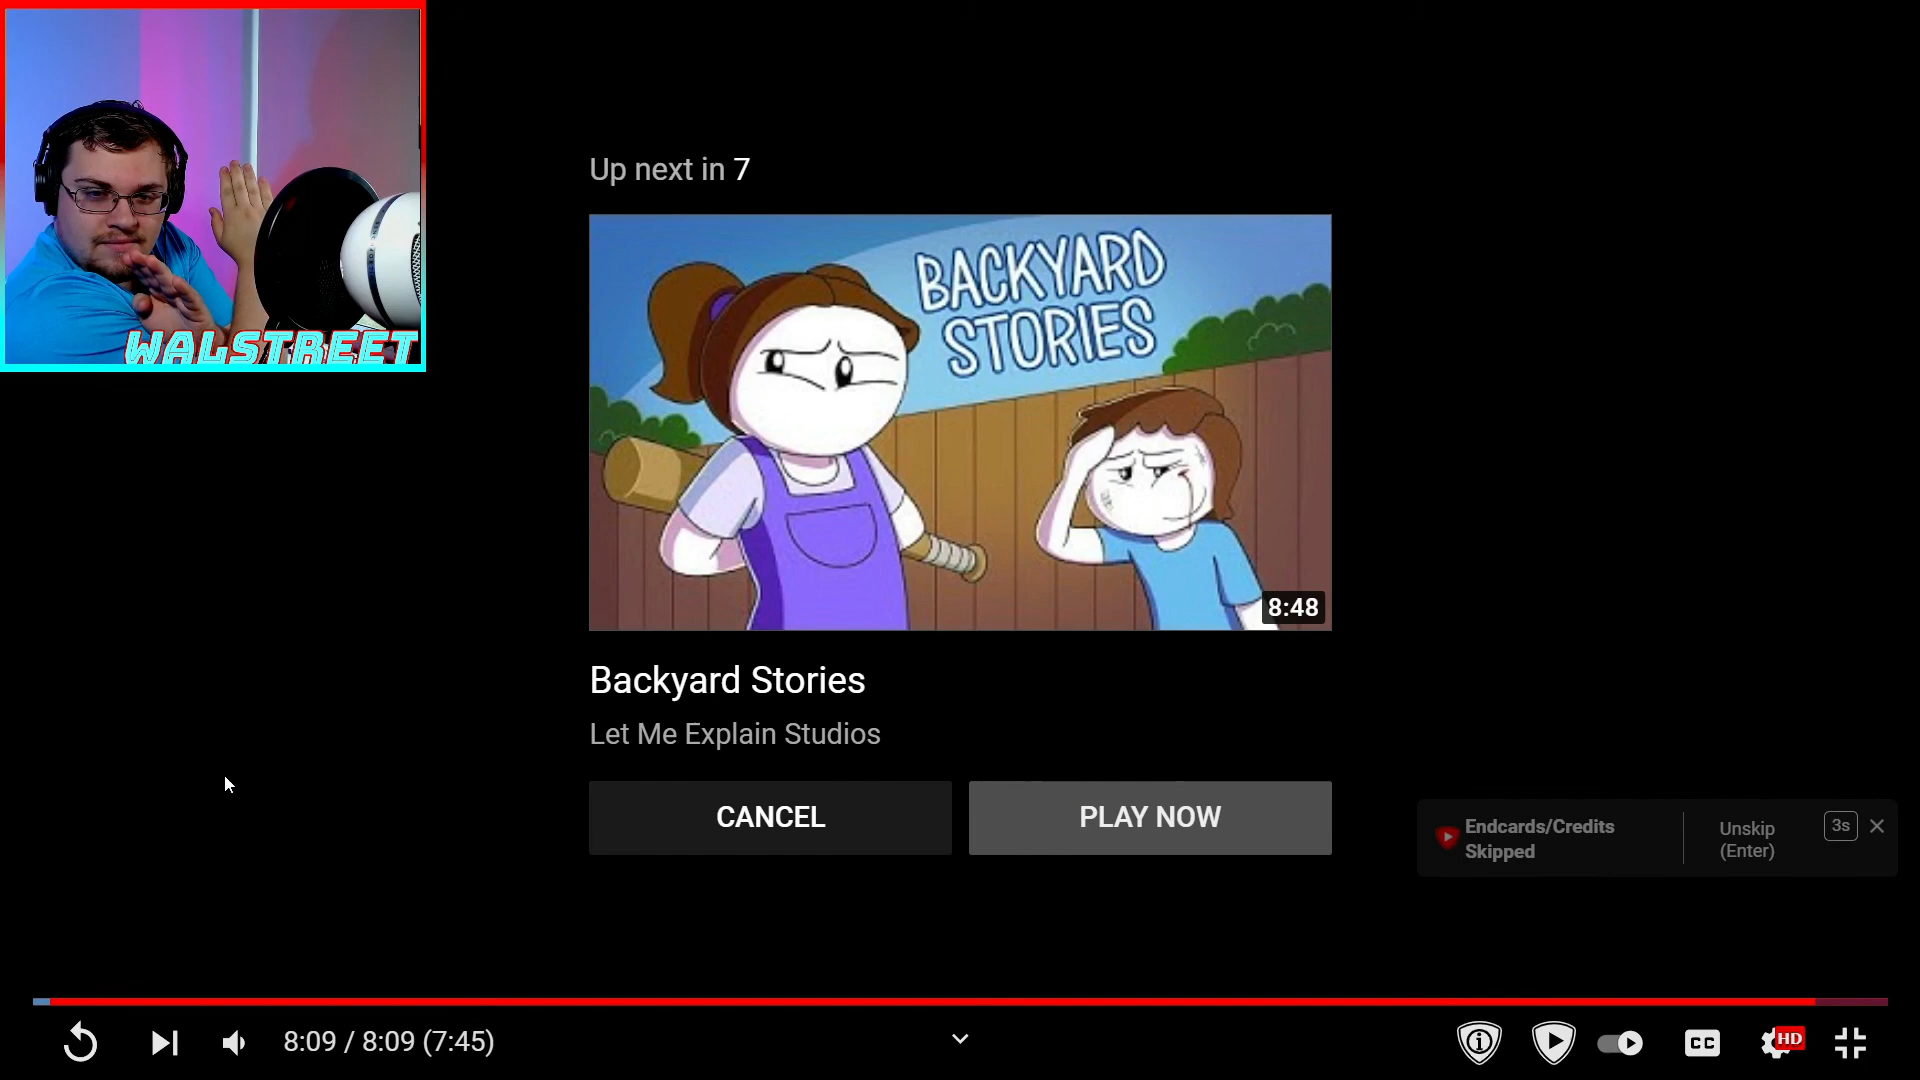 WALSTREET
Up next in 7
BACKYARD
STORIES
8:48
Backyard Stories
Let Me Explain Studios
CANCEL
PLAY NOW
Endcards/Credits
Skipped
Unskip
(Enter)
3s
8:09 / 8:09 (7:45)
CC
HD